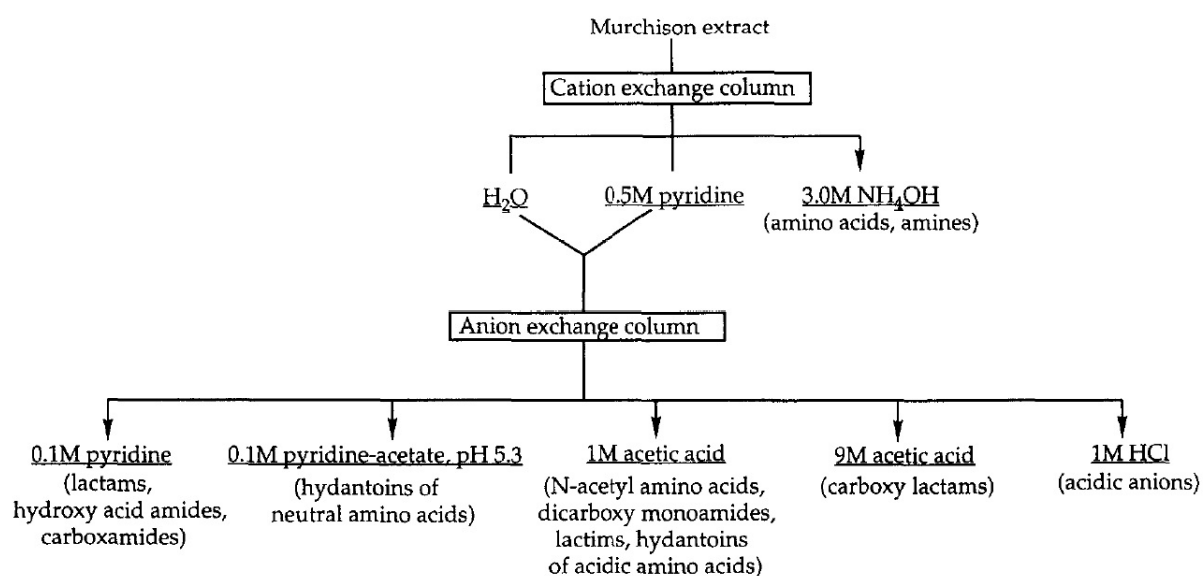 Murchison extract
Cation exchange column
H₂O 0.5M pyridine 3.0M NH₄OH
(amino acids, amines)
Anion exchange column
0.1M pyridine 0.1M pyridine-acetate, pH 5.3 1M acetic acid 9M acetic acid 1M HCl
(lactams, (hydantoins of (N-acetyl amino acids, (carboxy lactams) (acidic anions)
hydroxy acid amides, neutral amino acids) dicarboxy monoamides,
carboxamides) lactims, hydantoins
of acidic amino acids)